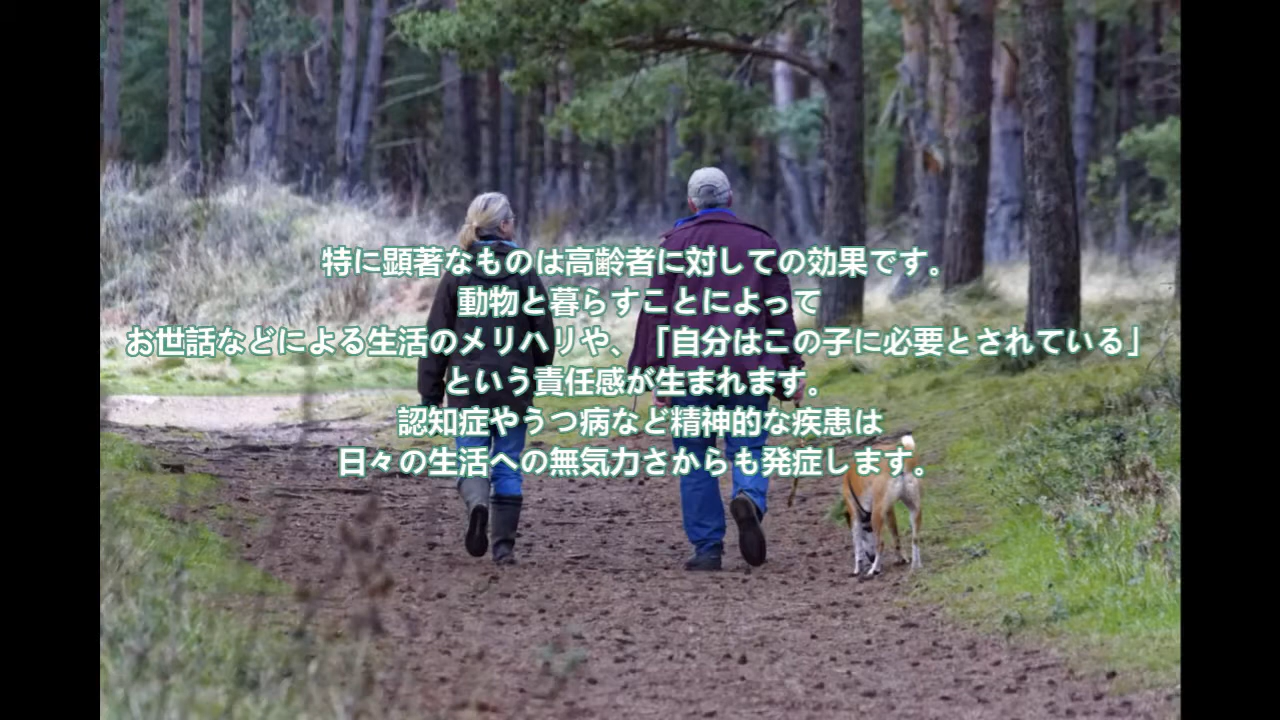 特に顕著なものは高齢者に対しての効果です。
動物と暮らすことによって
お世話などによる生活のメリハリや、「自分はこの子に必要とされている」
という責任感が生まれます。
認知症やうつ病など精神的な疾患は
日々の生活への無気力さからも発症します。